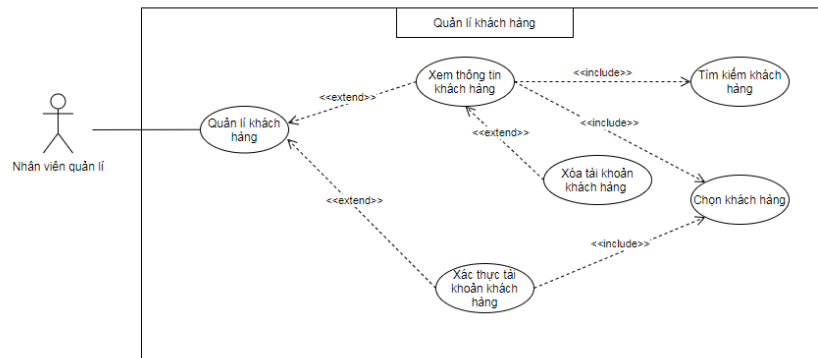 Quản lí khách hàng
Xem thông tin
khách hàng
<<include>>
Tìm kiếm khách
hàng
<<extend>>
Quản lí khách
hàng
<<include>>
<<extend>>
Nhân viên quản lí
Xóa tài khoản
khách hàng
Chọn khách hàng
<<extend>>
<<include>>
Xác thực tài
khoản khách
hàng